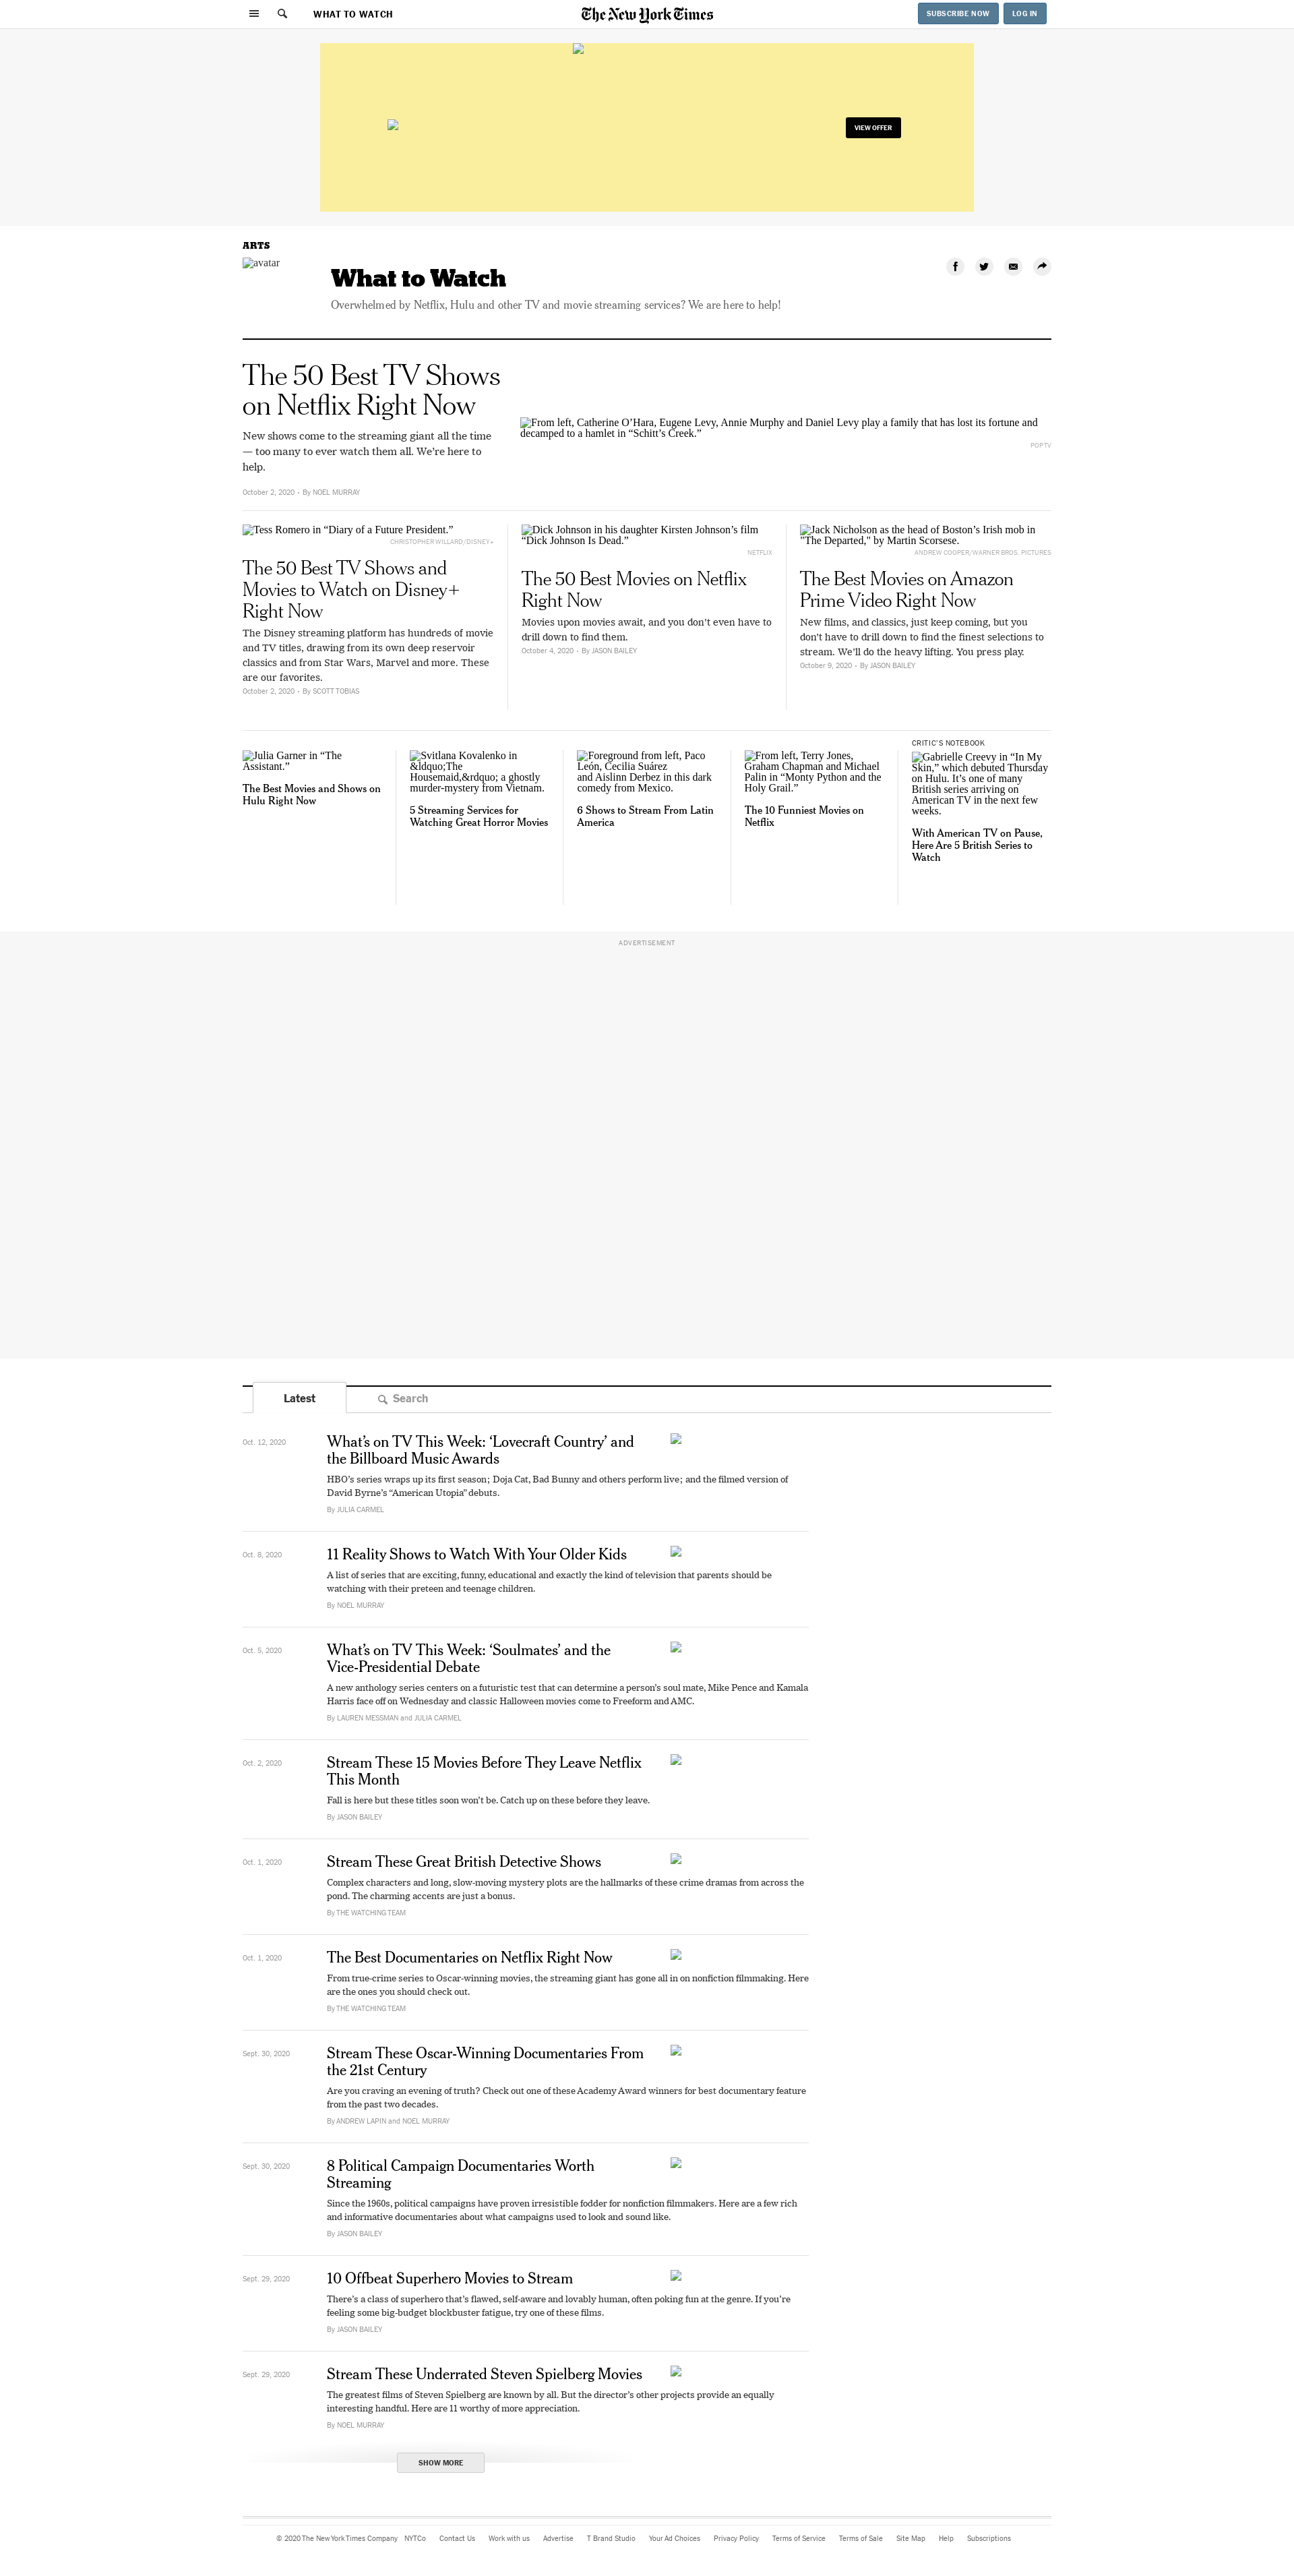 WHAT TO WATCH
The New York Times
SUBSCRIBE NOW
LOG IN
VIEW OFFER
ARTS
avatar
What to Watch
Overwhelmed by Netflix, Hulu and other TV and movie streaming services? We are here to help!
The 50 Best TV Shows
on Netflix Right Now
New shows come to the streaming giant all the time
— too many to ever watch them all. We’re here to
help.
October 2, 2020 • By NOEL MURRAY
From left, Catherine O’Hara, Eugene Levy, Annie Murphy and Daniel Levy play a family that has lost its fortune and
decamped to a hamlet in “Schitt’s Creek.”
POP TV
Tess Romero in “Diary of a Future President.”
CHRISTOPHER WILLARD/DISNEY+
The 50 Best TV Shows and
Movies to Watch on Disney+
Right Now
The Disney streaming platform has hundreds of movie
and TV titles, drawing from its own deep reservoir
classics and from Star Wars, Marvel and more. These
are our favorites.
October 2, 2020 • By SCOTT TOBIAS
Dick Johnson in his daughter Kirsten Johnson’s film
“Dick Johnson Is Dead.”
NETFLIX
The 50 Best Movies on Netflix
Right Now
Movies upon movies await, and you don’t even have to
drill down to find them.
October 4, 2020 • By JASON BAILEY
Jack Nicholson as the head of Boston’s Irish mob in
"The Departed," by Martin Scorsese.
ANDREW COOPER/WARNER BROS. PICTURES
The Best Movies on Amazon
Prime Video Right Now
New films, and classics, just keep coming, but you
don’t have to drill down to find the finest selections to
stream. We’ll do the heavy lifting. You press play.
October 9, 2020 • By JASON BAILEY
Julia Garner in “The
Assistant.”
The Best Movies and Shows on
Hulu Right Now
Svitlana Kovalenko in
&ldquo;The
Housemaid,&rdquo; a ghostly
murder-mystery from Vietnam.
5 Streaming Services for
Watching Great Horror Movies
Foreground from left, Paco
León, Cecilia Suárez
and Aislinn Derbez in this dark
comedy from Mexico.
6 Shows to Stream From Latin
America
From left, Terry Jones,
Graham Chapman and Michael
Palin in “Monty Python and the
Holy Grail.”
The 10 Funniest Movies on
Netflix
CRITIC’S NOTEBOOK
Gabrielle Creevy in “In My
Skin,” which debuted Thursday
on Hulu. It’s one of many
British series arriving on
American TV in the next few
weeks.
With American TV on Pause,
Here Are 5 British Series to
Watch
ADVERTISEMENT
Latest
Search
Oct. 12, 2020
What’s on TV This Week: ‘Lovecraft Country’ and
the Billboard Music Awards
HBO’s series wraps up its first season; Doja Cat, Bad Bunny and others perform live; and the filmed version of
David Byrne’s “American Utopia” debuts.
By JULIA CARMEL
Oct. 8, 2020
11 Reality Shows to Watch With Your Older Kids
A list of series that are exciting, funny, educational and exactly the kind of television that parents should be
watching with their preteen and teenage children.
By NOEL MURRAY
Oct. 5, 2020
What’s on TV This Week: ‘Soulmates’ and the
Vice-Presidential Debate
A new anthology series centers on a futuristic test that can determine a person’s soul mate, Mike Pence and Kamala
Harris face off on Wednesday and classic Halloween movies come to Freeform and AMC.
By LAUREN MESSMAN and JULIA CARMEL
Oct. 2, 2020
Stream These 15 Movies Before They Leave Netflix
This Month
Fall is here but these titles soon won’t be. Catch up on these before they leave.
By JASON BAILEY
Oct. 1, 2020
Stream These Great British Detective Shows
Complex characters and long, slow-moving mystery plots are the hallmarks of these crime dramas from across the
pond. The charming accents are just a bonus.
By THE WATCHING TEAM
Oct. 1, 2020
The Best Documentaries on Netflix Right Now
From true-crime series to Oscar-winning movies, the streaming giant has gone all in on nonfiction filmmaking. Here
are the ones you should check out.
By THE WATCHING TEAM
Sept. 30, 2020
Stream These Oscar-Winning Documentaries From
the 21st Century
Are you craving an evening of truth? Check out one of these Academy Award winners for best documentary feature
from the past two decades.
By ANDREW LAPIN and NOEL MURRAY
Sept. 30, 2020
8 Political Campaign Documentaries Worth
Streaming
Since the 1960s, political campaigns have proven irresistible fodder for nonfiction filmmakers. Here are a few rich
and informative documentaries about what campaigns used to look and sound like.
By JASON BAILEY
Sept. 29, 2020
10 Offbeat Superhero Movies to Stream
There’s a class of superhero that’s flawed, self-aware and lovably human, often poking fun at the genre. If you’re
feeling some big-budget blockbuster fatigue, try one of these films.
By JASON BAILEY
Sept. 29, 2020
Stream These Underrated Steven Spielberg Movies
The greatest films of Steven Spielberg are known by all. But the director’s other projects provide an equally
interesting handful. Here are 11 worthy of more appreciation.
By NOEL MURRAY
SHOW MORE
© 2020 The New York Times Company NYTCo Contact Us Work with us Advertise T Brand Studio Your Ad Choices Privacy Policy Terms of Service Terms of Sale Site Map Help Subscriptions